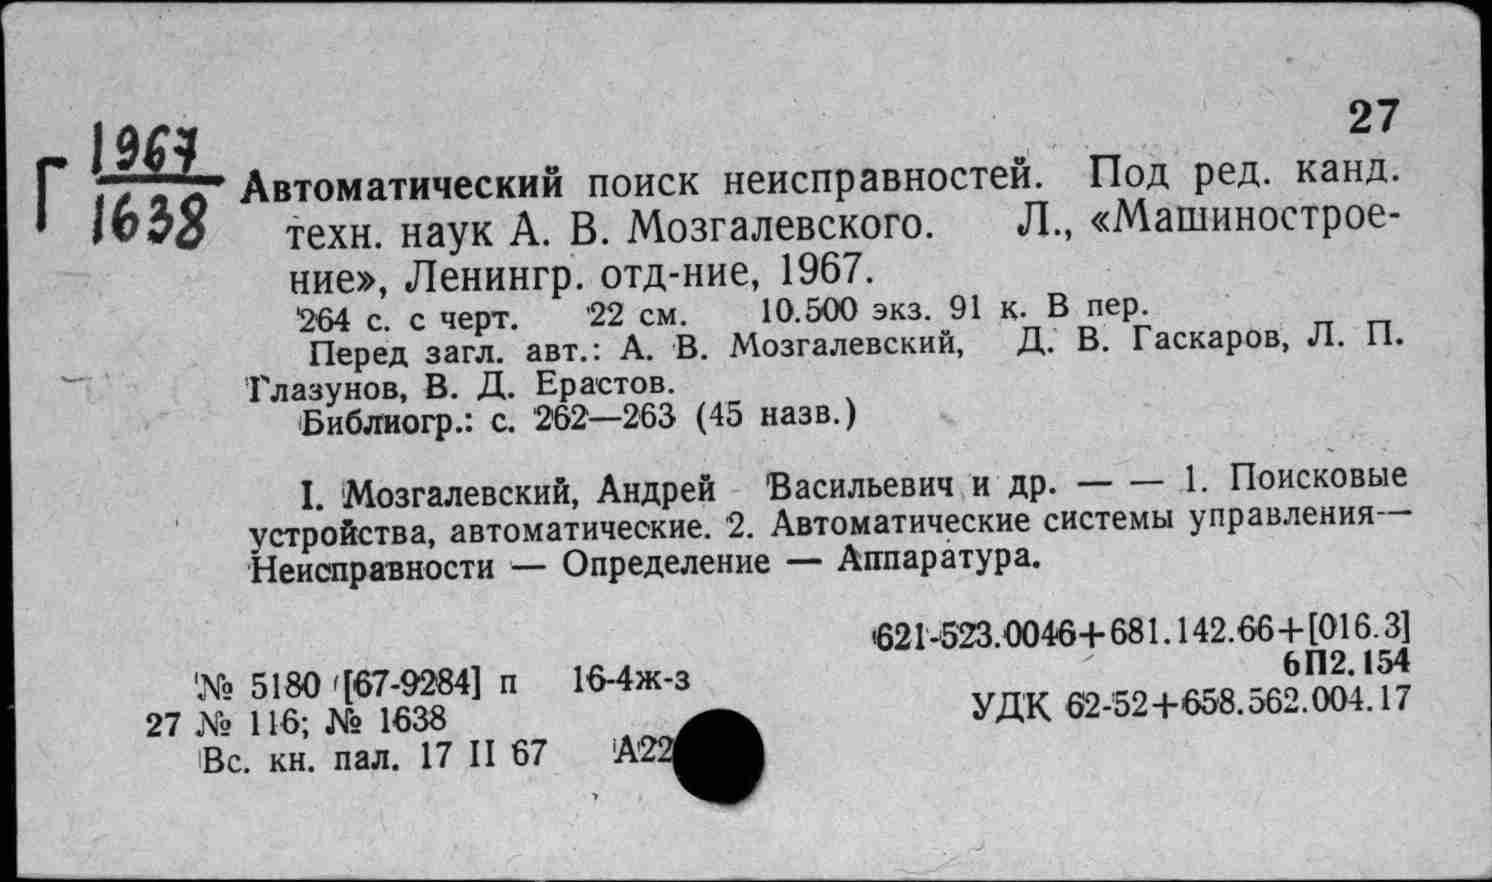 27
Г 1967
1638
Автоматический поиск неисправностей. Под ред. канд.
техн. наук А. В. Мозгалевского. Л., «Машинострое-
ние», Ленингр. отд-ние, 1967.
264 с. с черт. 22 см. 10.500 экз. 91 к. В пер.
Перед загл. авт.: А. В. Мозгалевский, Д. В. Гаскаров, Л. П.
Глазунов, В. Д. Ерастов.
Библиогр.: с. 262—263 (45 назв.)
I. Мозгалевский, Андрей Васильевич и др. — — 1. Поисковые
устройства, автоматические. 2. Автоматические системы управления—
Неисправности — Определение — Аппаратура.
621-523.0046+681.142.66+[016.3]
6П2.154
№ 5180 [67-9284] п 16-4ж-з
УДК 62-52+658.562.004.17
27 № 116; № 1638
Вс. кн. пал. 17 II 67 А22